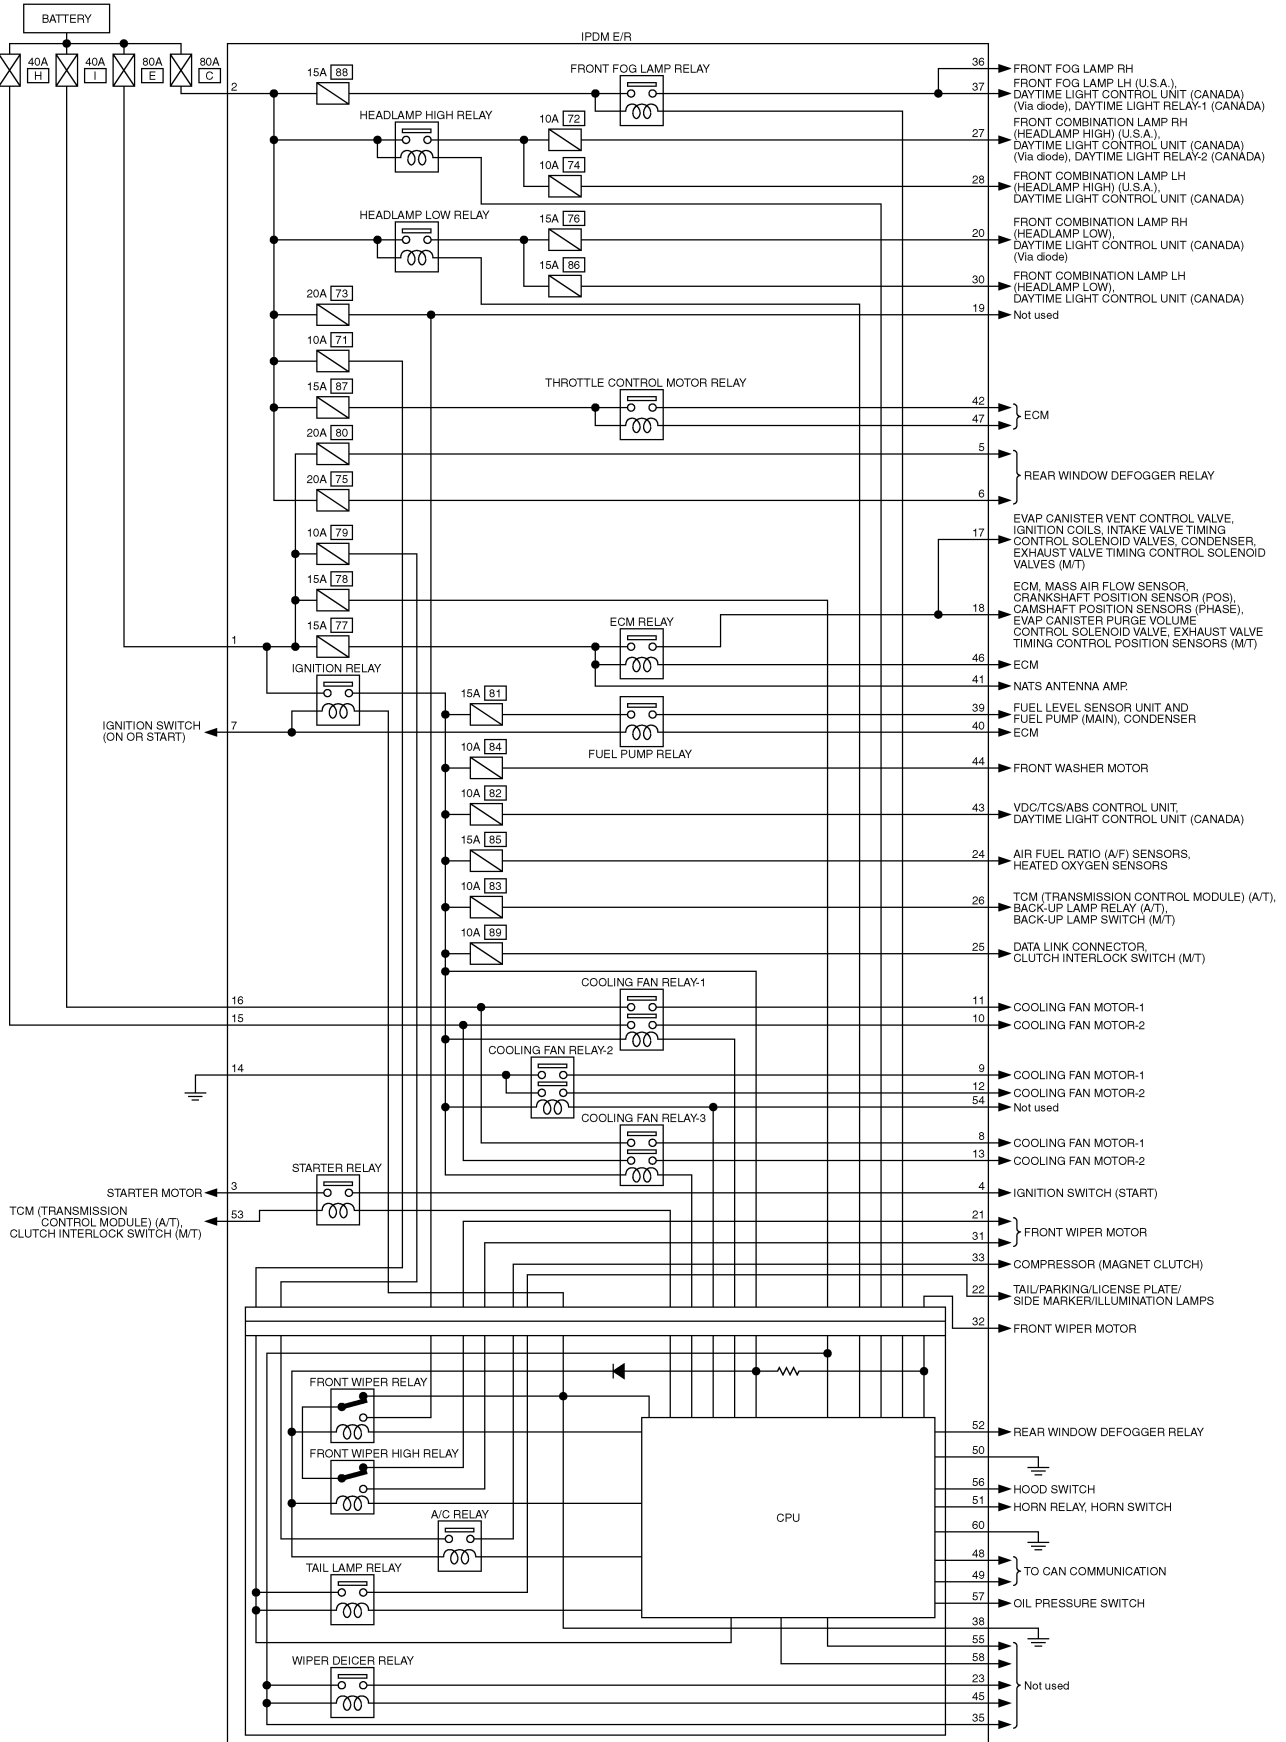 BATTERY
40A
H
40A
I
80A
E
80A
C
IPDM E/R
2
15A 88
FRONT FOG LAMP RELAY
36
FRONT FOG LAMP RH
37
FRONT FOG LAMP LH (U.S.A.),
DAYTIME LIGHT CONTROL UNIT (CANADA)
(Via diode), DAYTIME LIGHT RELAY-1 (CANADA)
HEADLAMP HIGH RELAY
10A 72
27
FRONT COMBINATION LAMP RH
(HEADLAMP HIGH) (U.S.A.),
DAYTIME LIGHT CONTROL UNIT (CANADA)
(Via diode), DAYTIME LIGHT RELAY-2 (CANADA)
10A 74
28
FRONT COMBINATION LAMP LH
(HEADLAMP HIGH) (U.S.A.),
DAYTIME LIGHT CONTROL UNIT (CANADA)
HEADLAMP LOW RELAY
15A 76
20
FRONT COMBINATION LAMP RH
(HEADLAMP LOW),
DAYTIME LIGHT CONTROL UNIT (CANADA)
(Via diode)
15A 86
30
FRONT COMBINATION LAMP LH
(HEADLAMP LOW),
DAYTIME LIGHT CONTROL UNIT (CANADA)
20A 73
19
Not used
10A 71
15A 87
THROTTLE CONTROL MOTOR RELAY
42
47
ECM
20A 80
5
20A 75
6
REAR WINDOW DEFOGGER RELAY
10A 79
17
EVAP CANISTER VENT CONTROL VALVE,
IGNITION COILS, INTAKE VALVE TIMING
CONTROL SOLENOID VALVES, CONDENSER,
EXHAUST VALVE TIMING CONTROL SOLENOID
VALVES (M/T)
15A 78
18
ECM, MASS AIR FLOW SENSOR,
CRANKSHAFT POSITION SENSOR (POS),
CAMSHAFT POSITION SENSORS (PHASE),
EVAP CANISTER PURGE VOLUME
CONTROL SOLENOID VALVE, EXHAUST VALVE
TIMING CONTROL POSITION SENSORS (M/T)
1
15A 77
ECM RELAY
46
ECM
41
NATS ANTENNA AMP.
IGNITION RELAY
IGNITION SWITCH
(ON OR START)
7
15A 81
39
FUEL LEVEL SENSOR UNIT AND
FUEL PUMP (MAIN), CONDENSER
40
ECM
FUEL PUMP RELAY
10A 84
44
FRONT WASHER MOTOR
10A 82
43
VDC/TCS/ABS CONTROL UNIT,
DAYTIME LIGHT CONTROL UNIT (CANADA)
15A 85
24
AIR FUEL RATIO (A/F) SENSORS,
HEATED OXYGEN SENSORS
10A 83
26
TCM (TRANSMISSION CONTROL MODULE) (A/T),
BACK-UP LAMP RELAY (A/T),
BACK-UP LAMP SWITCH (M/T)
10A 89
25
DATA LINK CONNECTOR,
CLUTCH INTERLOCK SWITCH (M/T)
COOLING FAN RELAY-1
16
11
COOLING FAN MOTOR-1
15
10
COOLING FAN MOTOR-2
COOLING FAN RELAY-2
14
9
COOLING FAN MOTOR-1
12
COOLING FAN MOTOR-2
54
Not used
COOLING FAN RELAY-3
8
COOLING FAN MOTOR-1
13
COOLING FAN MOTOR-2
STARTER RELAY
STARTER MOTOR
3
4
IGNITION SWITCH (START)
TCM (TRANSMISSION
CONTROL MODULE) (A/T),
CLUTCH INTERLOCK SWITCH (M/T)
53
21
31
FRONT WIPER MOTOR
33
COMPRESSOR (MAGNET CLUTCH)
22
TAIL/PARKING/LICENSE PLATE/
SIDE MARKER/ILLUMINATION LAMPS
32
FRONT WIPER MOTOR
FRONT WIPER RELAY
52
REAR WINDOW DEFOGGER RELAY
FRONT WIPER HIGH RELAY
50
56
HOOD SWITCH
51
HORN RELAY, HORN SWITCH
A/C RELAY
CPU
60
48
49
TO CAN COMMUNICATION
TAIL LAMP RELAY
57
OIL PRESSURE SWITCH
38
55
58
WIPER DEICER RELAY
23
Not used
45
35